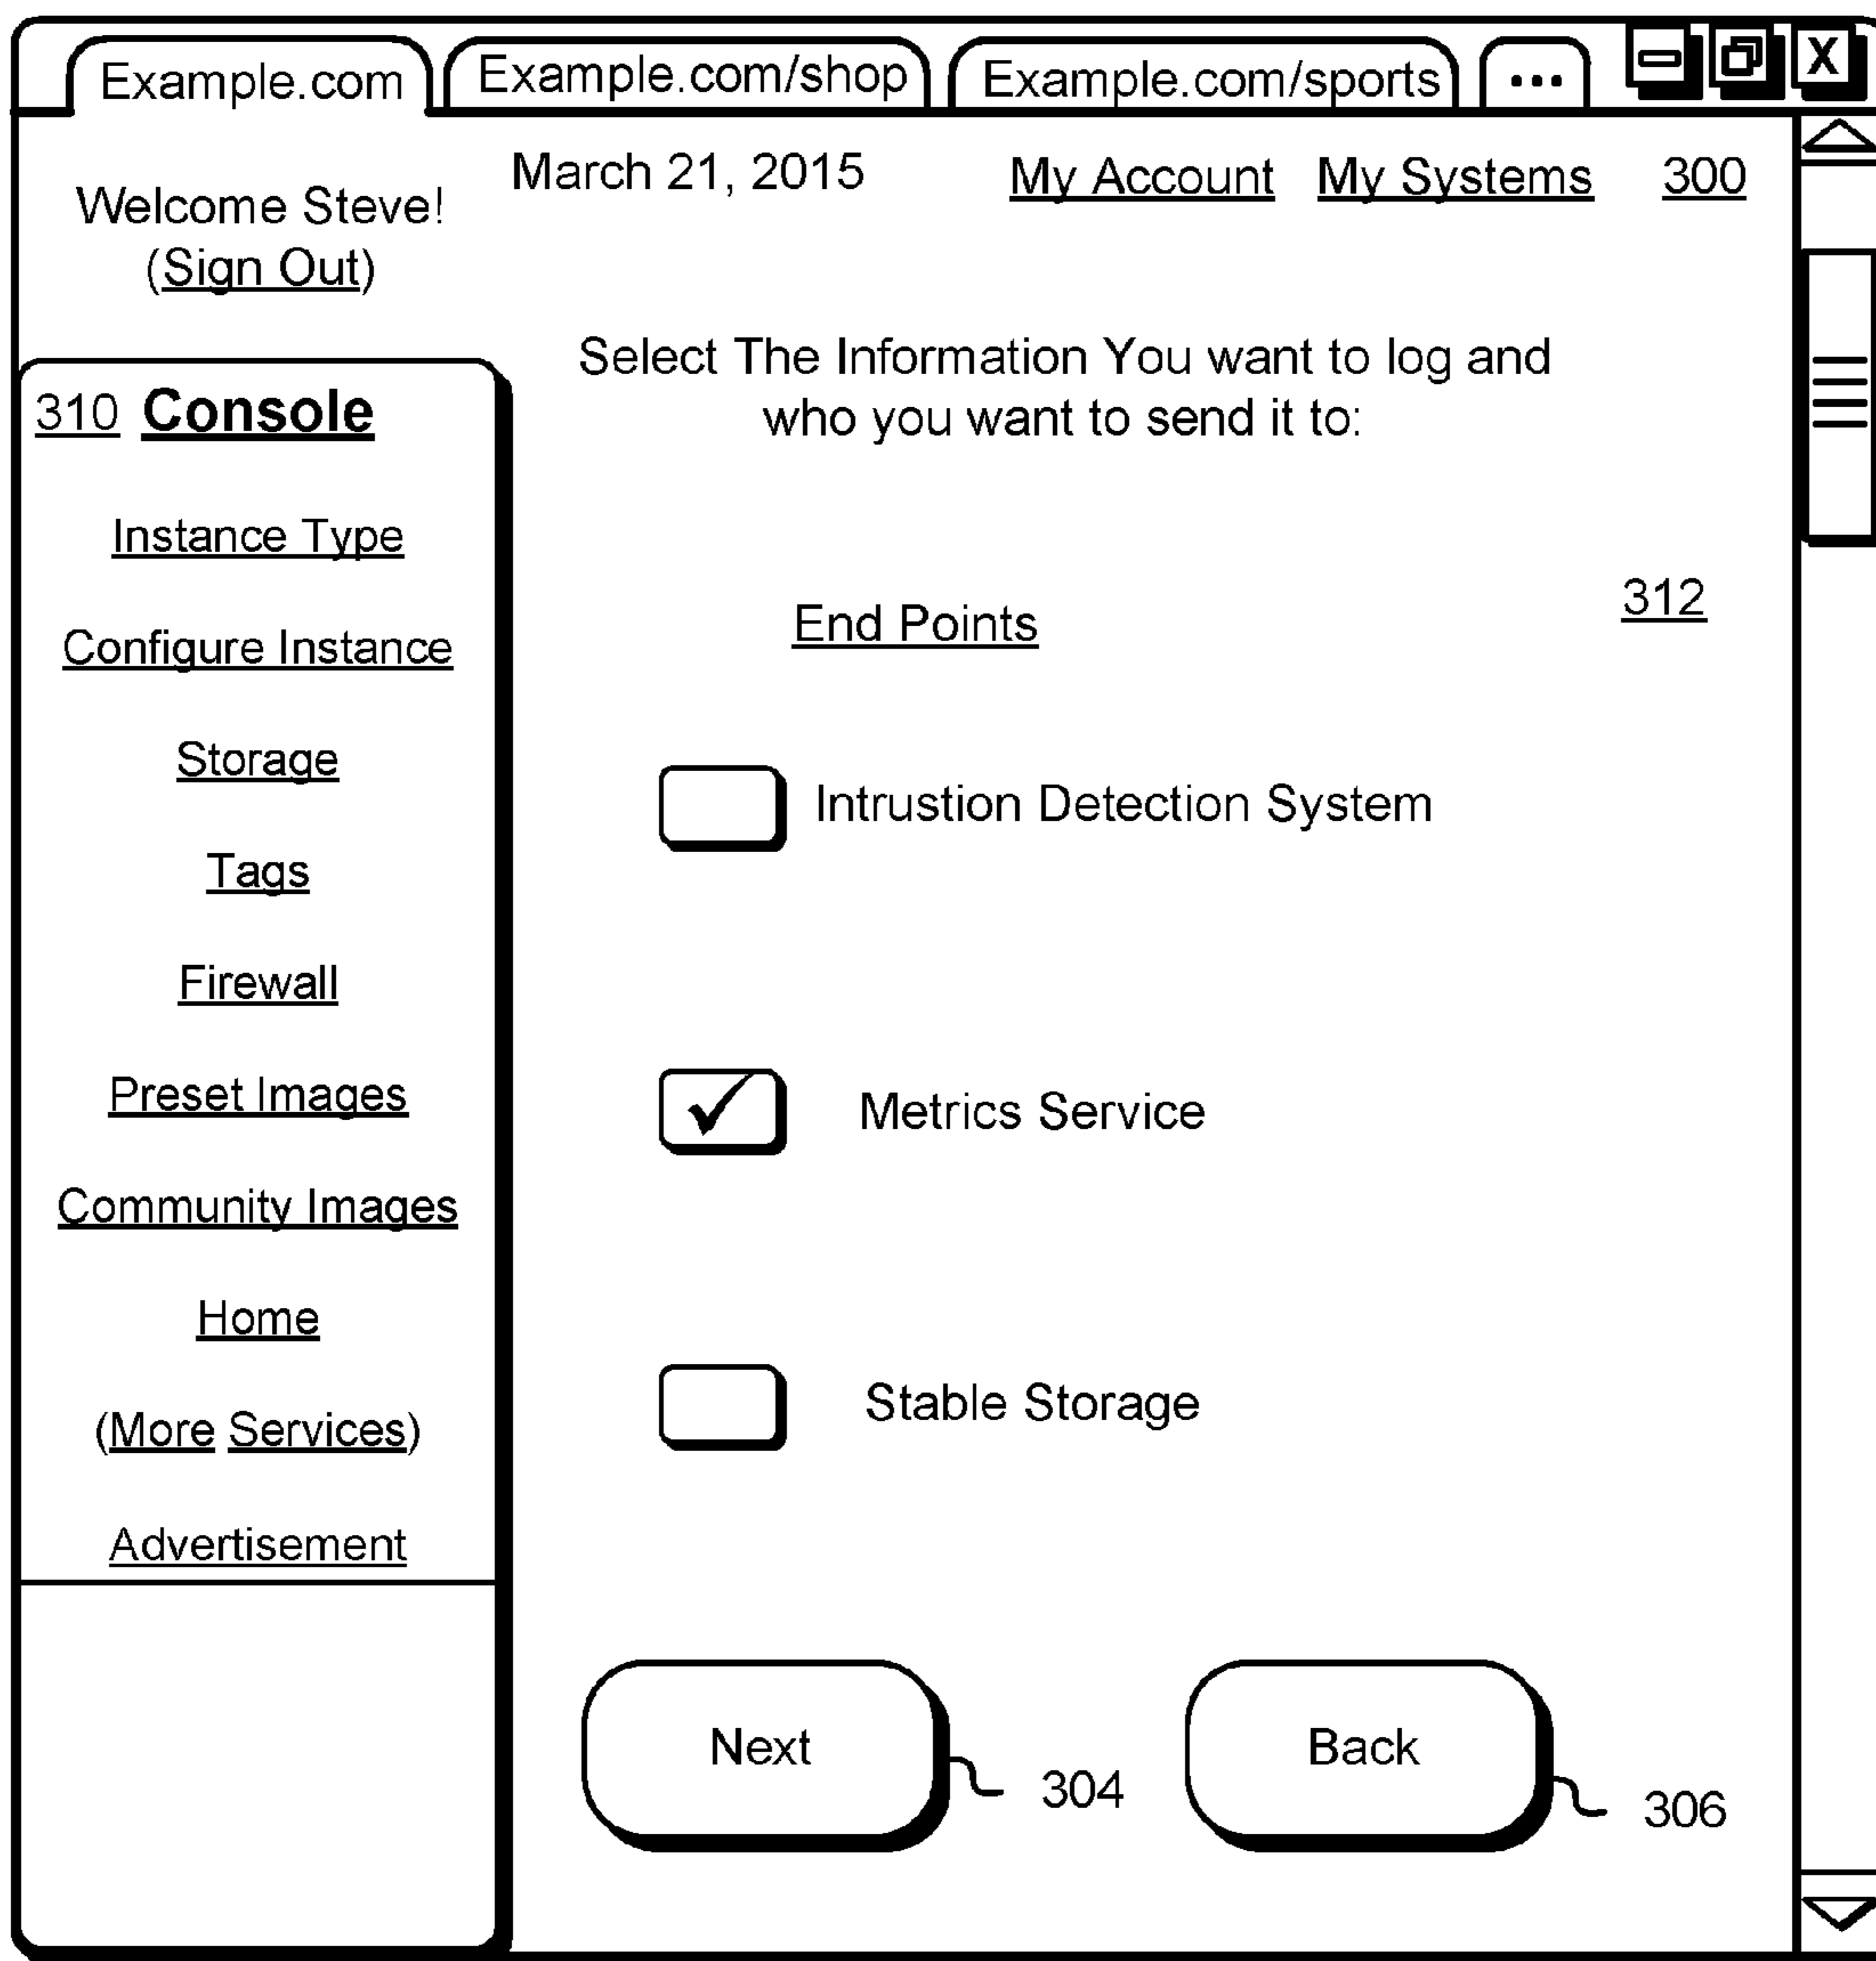 Example.com
Example.com/shop
Example.com/sports
...
X
Welcome Steve!
(Sign Out)
March 21, 2015
My Account
My Systems
300
310 Console
Instance Type
Configure Instance
Storage
Tags
Firewall
Preset Images
Community Images
Home
(More Services)
Advertisement
Select The Information You want to log and
who you want to send it to:
End Points
312
Intrustion Detection System
Metrics Service
Stable Storage
Next
304
Back
306